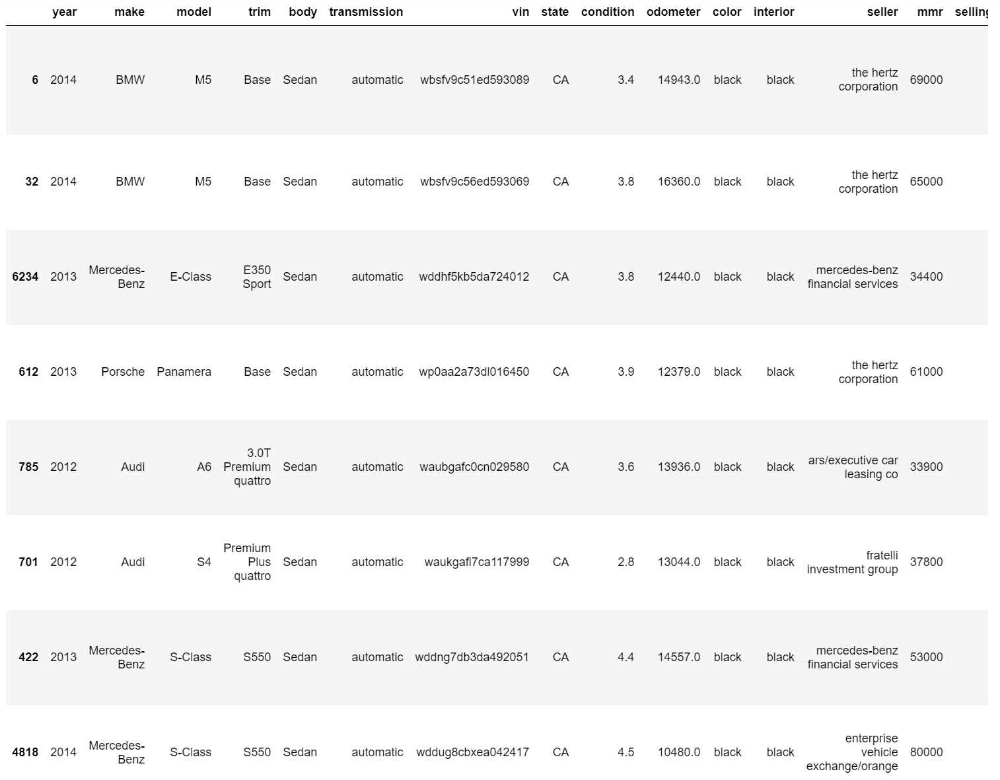 year make model trim body transmission vin state condition odometer color interior seller mmr selling
6 2014 BMW M5 Base Sedan automatic wbsfv9c51ed593089 CA 3.4 14943.0 black black the hertz corporation 69000
32 2014 BMW M5 Base Sedan automatic wbsfv9c56ed593069 CA 3.8 16360.0 black black the hertz corporation 65000
6234 2013 Mercedes-Benz E-Class E350 Sport Sedan automatic wddhf5kb5da724012 CA 3.8 12440.0 black black mercedes-benz financial services 34400
612 2013 Porsche Panamera Base Sedan automatic wp0aa2a73dl016450 CA 3.9 12379.0 black black the hertz corporation 61000
785 2012 Audi A6 3.0T Premium quattro Sedan automatic waubgafc0cn029580 CA 3.6 13936.0 black black ars/executive car leasing co 33900
701 2012 Audi S4 Premium Plus quattro Sedan automatic waukgafl7ca117999 CA 2.8 13044.0 black black fratelli investment group 37800
422 2013 Mercedes-Benz S-Class S550 Sedan automatic wddng7db3da492051 CA 4.4 14557.0 black black mercedes-benz financial services 53000
4818 2014 Mercedes-Benz S-Class S550 Sedan automatic wddug8cbxea042417 CA 4.5 10480.0 black black enterprise vehicle exchange/orange 80000